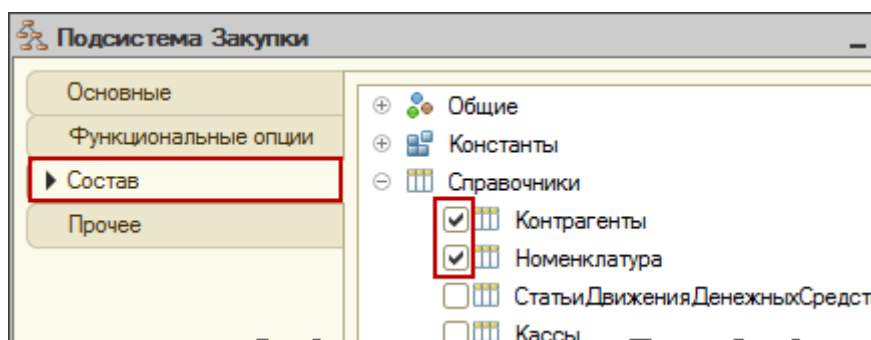 Подсистема Закупки
Основные
Функциональные опции
Состав
Прочее
Общие
Константы
Справочники
Контрагенты
Номенклатура
СтатьиДвиженияДенежныхСредст
Кассы